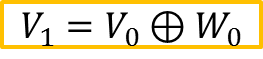 V₁ = V₀ ⊕ W₀